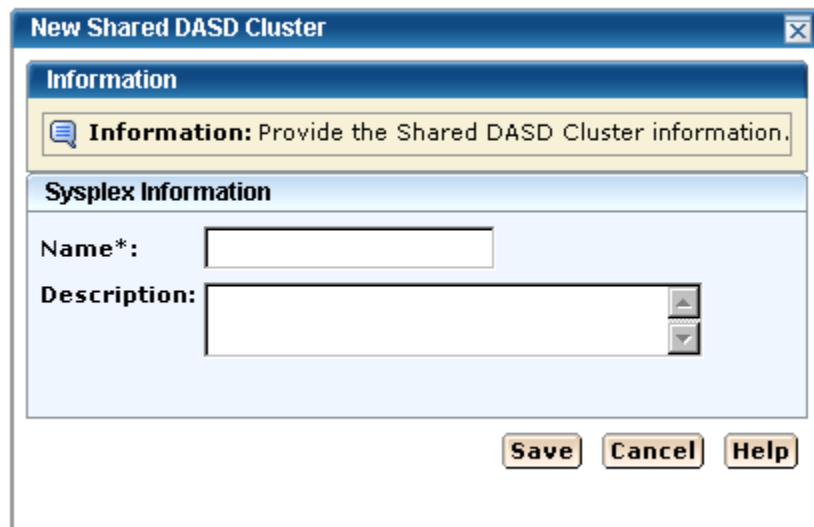 New Shared DASD Cluster
Information
Information: Provide the Shared DASD Cluster information.
Sysplex Information
Name*:
Description:
Save Cancel Help